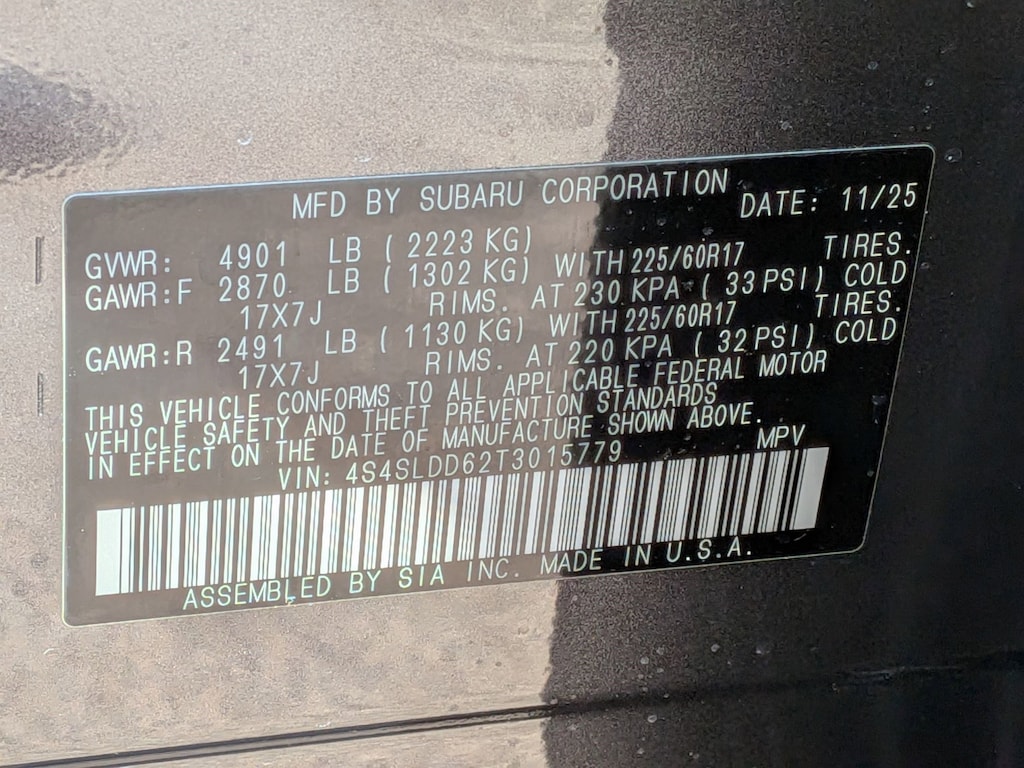 MFD BY SUBARU CORPORATION DATE: 11/25
GVWR: 4901 LB ( 2223 KG)
GAWR:F 2870 LB ( 1302 KG) WITH 225/60R17 TIRES.
17X7J RIMS. AT 230 KPA ( 33 PSI) COLD
GAWR:R 2491 LB ( 1130 KG) WITH 225/60R17 TIRES.
17X7J RIMS. AT 220 KPA ( 32 PSI) COLD
THIS VEHICLE CONFORMS TO ALL APPLICABLE FEDERAL MOTOR
VEHICLE SAFETY AND THEFT PREVENTION STANDARDS
IN EFFECT ON THE DATE OF MANUFACTURE SHOWN ABOVE.
VIN: 4S4SLDD62T3015779 MPV
ASSEMBLED BY SIA INC. MADE IN U.S.A.